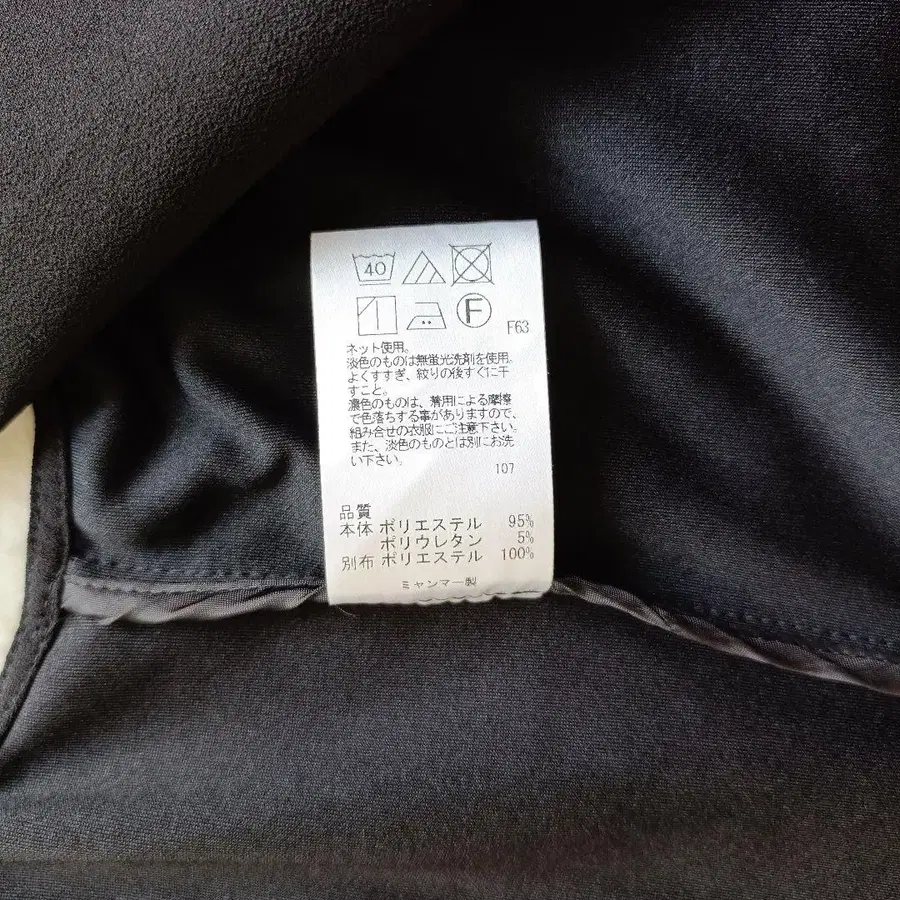 40
F
F63
ネット使用。
淡色のものは無蛍光洗剤を使用。
よくすすぎ、絞りの後すぐに干
すこと。
濃色のものは、着用による摩擦
で色落ちする事がありますので、
組み合せの衣服にご注意下さい。
また、淡色のものとは別にお洗
い下さい。
107
品質
本体 ポリエステル 95%
ポリウレタン 5%
別布 ポリエステル 100%
ミャンマー製